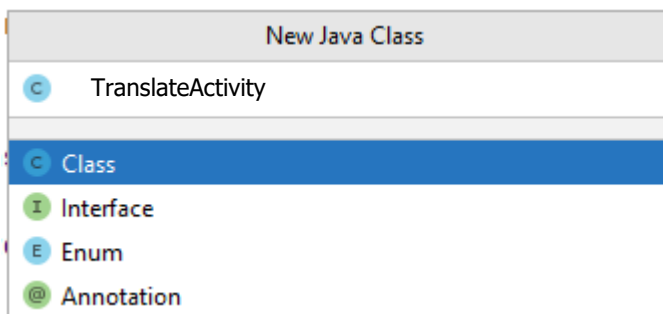 New Java Class
C TranslateActivity
C Class
I Interface
E Enum
@ Annotation